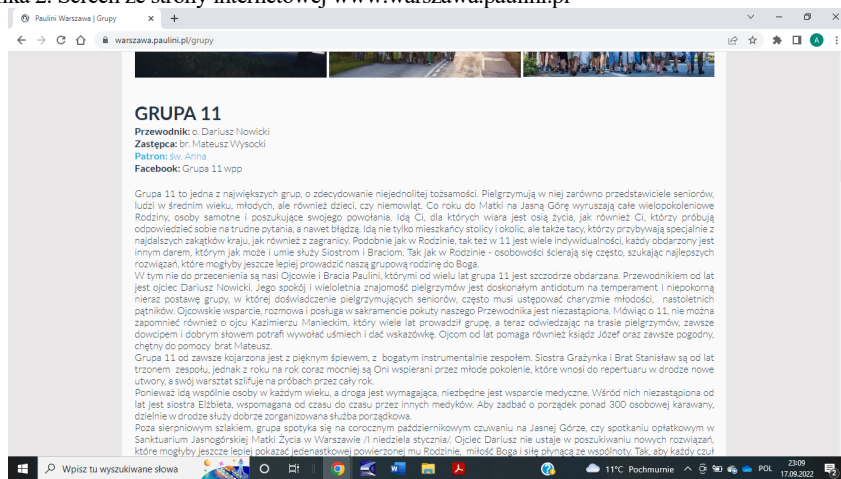 nka 2. Screen ze strony internetowej www.warszawa.paulini.pl
Paulini Warszawa | Grupy
warszawa.paulini.pl/grupy
A
GRUPA 11
Przewodnik: o. Dariusz Nowicki
Zastępca: br. Mateusz Wysocki
Patron: św. Anna
Facebook: Grupa 11 wpp
Grupa 11 to jedna z największych grup, o zdecydowanie niejednolitej tożsamości. Pielgrzymują w niej zarówno przedstawiciele seniorów,
ludzi w średnim wieku, młodych, ale również dzieci, czy niemowląt. Co roku do Matki na Jasną Górę wyruszają całe wielopokoleniowe
Rodziny, osoby samotne i poszukujące swojego powołania. Idą Ci, dla których wiara jest osią życia, jak również Ci, którzy próbują
odpowiedzieć sobie na trudne pytania, a nawet błądzą. Idą nie tylko mieszkańcy stolicy i okolic, ale także tacy, którzy przybywają specjalnie z
najdalszych zakątków kraju, jak również z zagranicy. Podobnie jak w Rodzinie, tak też w 11 jest wiele indywidualności, każdy obdarzony jest
innym darem, którym jak może i umie służy Siostrom i Braciom. Tak jak w Rodzinie - osobowości ścierają się często, szukając najlepszych
rozwiązań, które mogłyby jeszcze lepiej prowadzić naszą grupową rodzinę do Boga.
W tym nie do przecenienia są nasi Ojcowie i Bracia Paulini, którymi od wielu lat grupa 11 jest szczodrze obdarzana. Przewodnikiem od lat
jest ojciec Dariusz Nowicki. Jego spokój i wieloletnia znajomość pielgrzymów jest doskonałym antidotum na temperament i niepokorną
nieraz postawę grupy, w której doświadczenie pielgrzymujących seniorów, często musi ustępować charyzmie młodości, nastoletnich
pątników. Ojcowskie wsparcie, rozmowa i posługa w sakramencie pokuty naszego Przewodnika jest niezastąpiona. Mówiąc o 11, nie można
zapomnieć również o ojcu Kazimierzu Manieckim, który wiele lat prowadził grupę, a teraz odwiedzając na trasie pielgrzymów, zawsze
dowcipem i dobrym słowem potrafi wywołać uśmiech i dać wskazówkę. Ojcom od lat pomaga również ksiądz Józef oraz zawsze pogodny,
chętny do pomocy brat Mateusz.
Grupa 11 od zawsze kojarzona jest z pięknym śpiewem, z bogatym instrumentalnie zespołem. Siostra Grażynka i Brat Stanisław są od lat
trzonem zespołu, jednak z roku na rok coraz mocniej są Oni wspierani przez młode pokolenie, które wnosi do repertuaru w drodze nowe
utwory, a swój warsztat szlifuje na próbach przez cały rok.
Ponieważ idą wspólnie osoby w każdym wieku, a droga jest wymagająca, niezbędne jest wsparcie medyczne. Wśród nich niezastąpiona od
lat jest siostra Elżbieta, wspomagana od czasu do czasu przez innych medyków. Aby zadbać o porządek ponad 300 osobowej karawany,
dzielnie w drodze służy dobrze zorganizowana służba porządkowa.
Poza sierpniowym szlakiem, grupa spotyka się na corocznym październikowym czuwaniu na Jasnej Górze, czy spotkaniu opłatkowym w
Sanktuarium Jasnogórskiej Matki Życia w Warszawie /I niedziela stycznia/. Ojciec Dariusz nie ustaje w poszukiwaniu nowych rozwiązań,
które mogłyby jeszcze lepiej pokazać jedenastkowej powierzonej mu Rodzinie, miłość Boga i siłę płynącą ze wspólnoty. Tak, aby każdy czuł
Wpisz tu wyszukiwane słowa
11°C Pochmurnie
POL
23:09
17.09.2022
2